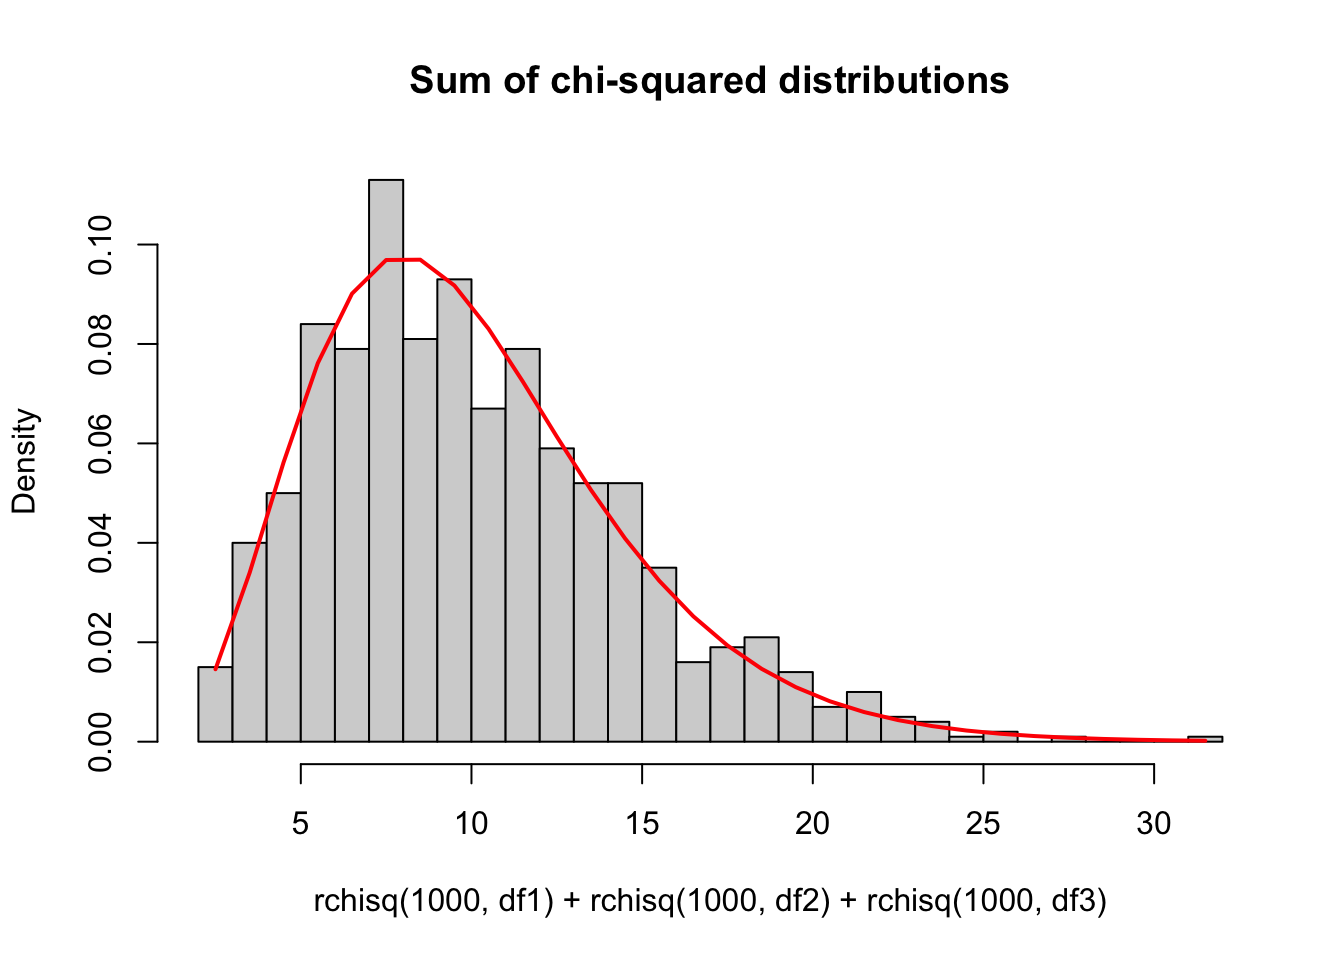 Sum of chi-squared distributions
Density
0.10
0.08
0.06
0.04
0.02
0.00
5 10 15 20 25 30
rchisq(1000, df1) + rchisq(1000, df2) + rchisq(1000, df3)